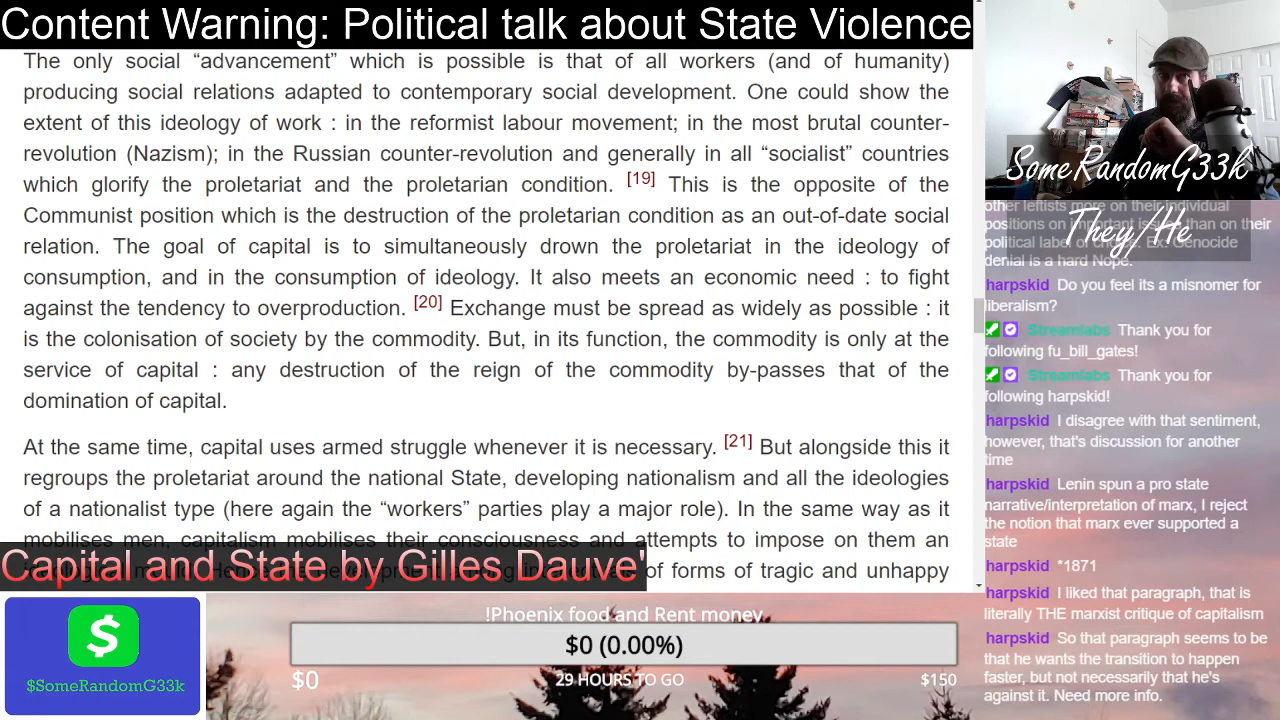 Content Warning: Political talk about State Violence
The only social “advancement” which is possible is that of all workers (and of humanity)
producing social relations adapted to contemporary social development. One could show the
extent of this ideology of work : in the reformist labour movement; in the most brutal counter-
revolution (Nazism); in the Russian counter-revolution and generally in all “socialist” countries
which glorify the proletariat and the proletarian condition. [19] This is the opposite of the
Communist position which is the destruction of the proletarian condition as an out-of-date social
relation. The goal of capital is to simultaneously drown the proletariat in the ideology of
consumption, and in the consumption of ideology. It also meets an economic need : to fight
against the tendency to overproduction. [20] Exchange must be spread as widely as possible : it
is the colonisation of society by the commodity. But, in its function, the commodity is only at the
service of capital : any destruction of the reign of the commodity by-passes that of the
domination of capital.
At the same time, capital uses armed struggle whenever it is necessary. [21] But alongside this it
regroups the proletariat around the national State, developing nationalism and all the ideologies
of a nationalist type (here again the “workers” parties play a major role). In the same way as it
mobilises men, capitalism mobilises their consciousness and attempts to impose on them an
of forms of tragic and unhappy
Capital and State by Gilles Dauve'
!Phoenix food and Rent money
$0 (0.00%)
$0
29 HOURS TO GO
$150
$
$SomeRandomG33k
SomeRandomG33k
They/He
other leftists more on their individual
positions on important issues than on their
political label of choice. Ex: Genocide
denial is a hard Nope.
harpskid Do you feel its a misnomer for
liberalism?
Streamlabs Thank you for
following fu_bill_gates!
Streamlabs Thank you for
following harpskid!
harpskid I disagree with that sentiment,
however, that's discussion for another
time
harpskid Lenin spun a pro state
narrative/interpretation of marx, I reject
the notion that marx ever supported a
state
harpskid *1871
harpskid I liked that paragraph, that is
literally THE marxist critique of capitalism
harpskid So that paragraph seems to be
that he wants the transition to happen
faster, but not necessarily that he's
against it. Need more info.